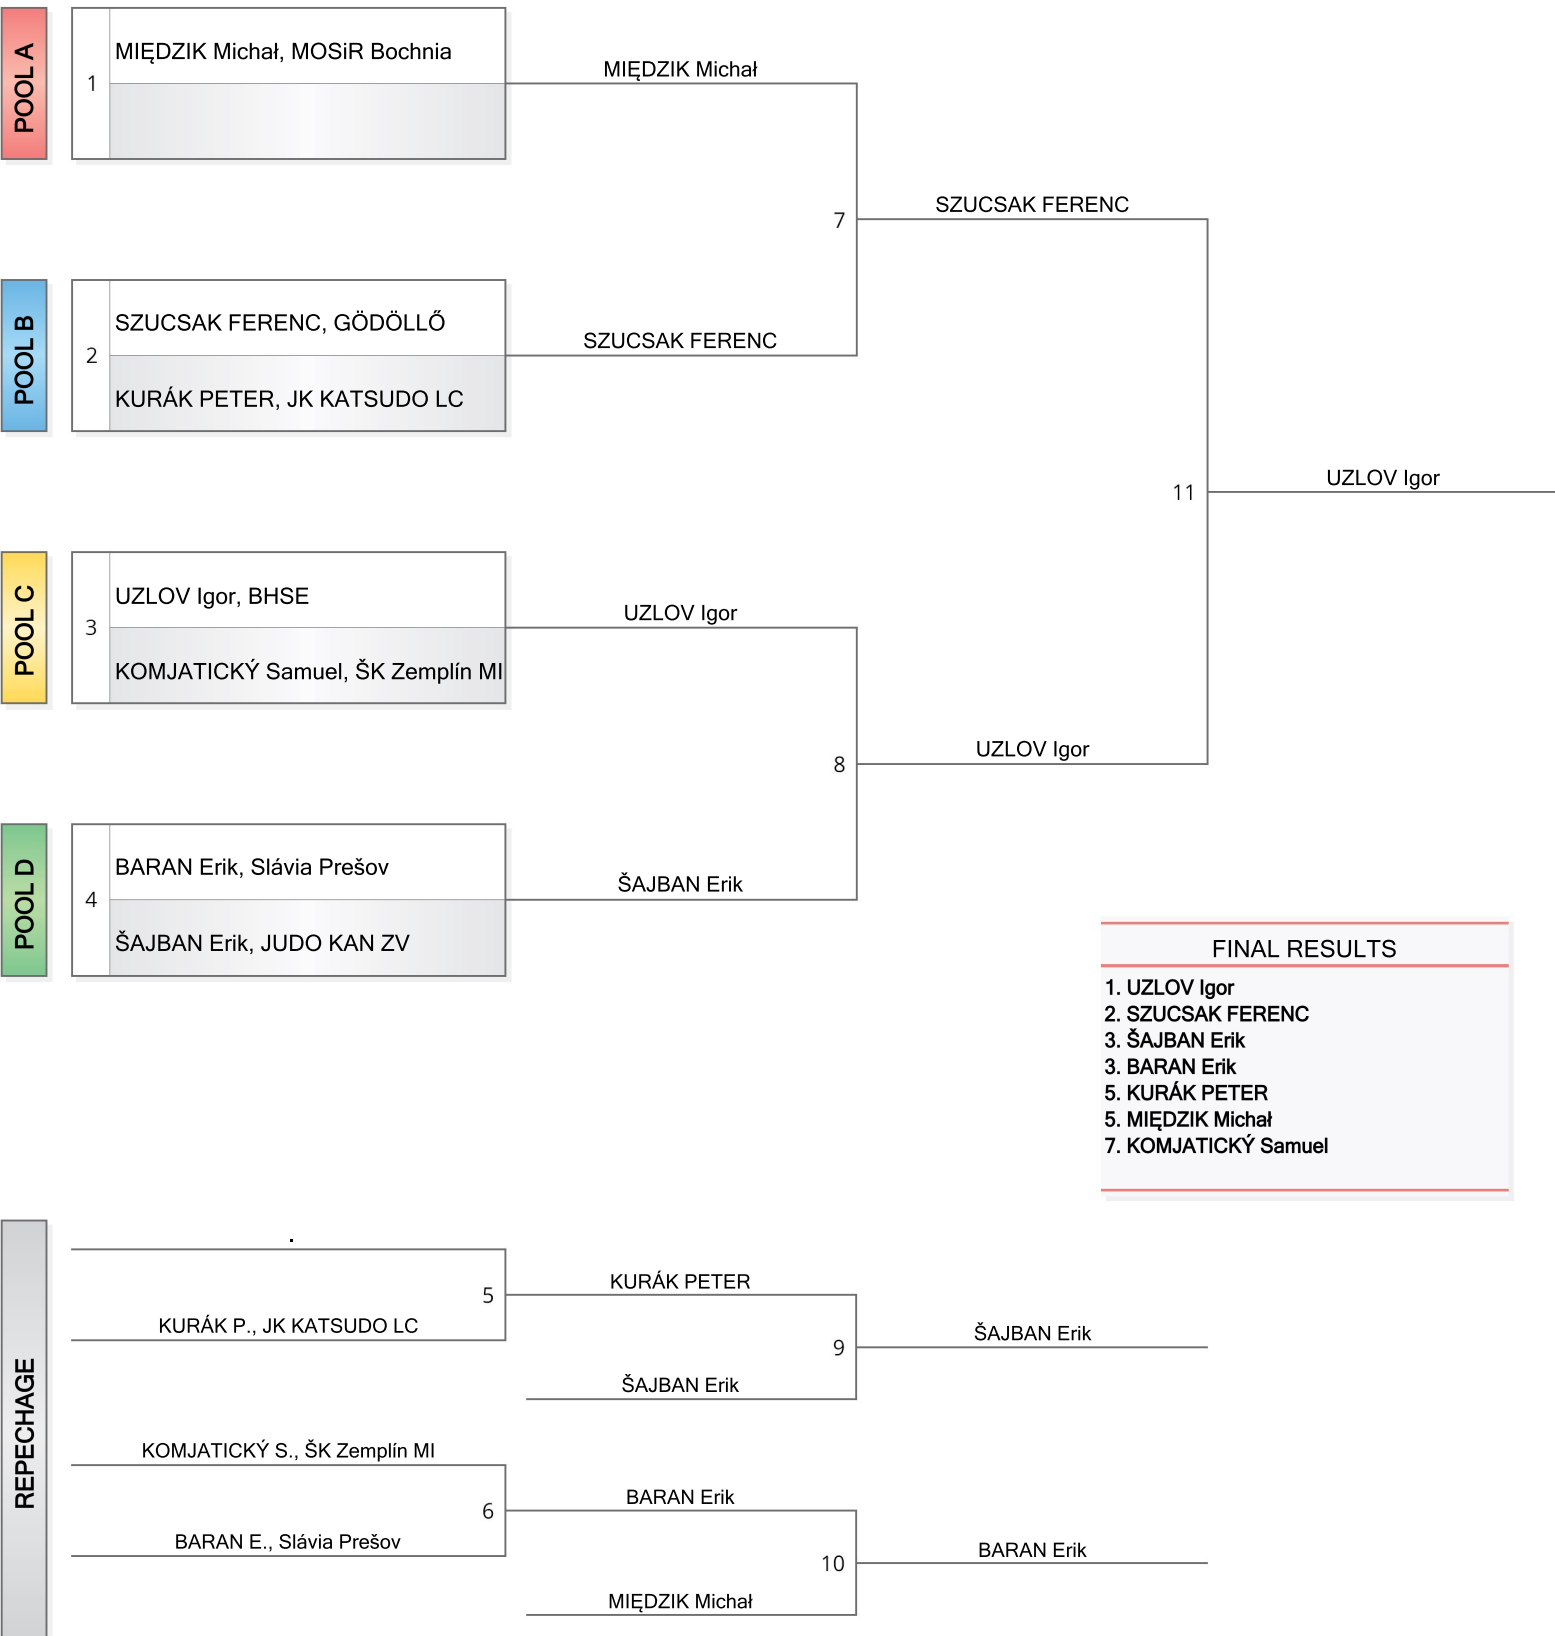 POOL A
1
MIĘDZIK Michał, MOSiR Bochnia
MIĘDZIK Michał
7
SZUCSAK FERENC
POOL B
2
SZUCSAK FERENC, GÖDÖLLŐ
KURÁK PETER, JK KATSUDO LC
SZUCSAK FERENC
11
UZLOV Igor
POOL C
3
UZLOV Igor, BHSE
KOMJATICKÝ Samuel, ŠK Zemplín MI
UZLOV Igor
8
UZLOV Igor
POOL D
4
BARAN Erik, Slávia Prešov
ŠAJBAN Erik, JUDO KAN ZV
ŠAJBAN Erik
FINAL RESULTS
1. UZLOV Igor
2. SZUCSAK FERENC
3. ŠAJBAN Erik
3. BARAN Erik
5. KURÁK PETER
5. MIĘDZIK Michał
7. KOMJATICKÝ Samuel
REPECHAGE
.
5
KURÁK P., JK KATSUDO LC
KURÁK PETER
9
ŠAJBAN Erik
ŠAJBAN Erik
KOMJATICKÝ S., ŠK Zemplín MI
6
BARAN E., Slávia Prešov
BARAN Erik
10
BARAN Erik
MIĘDZIK Michał